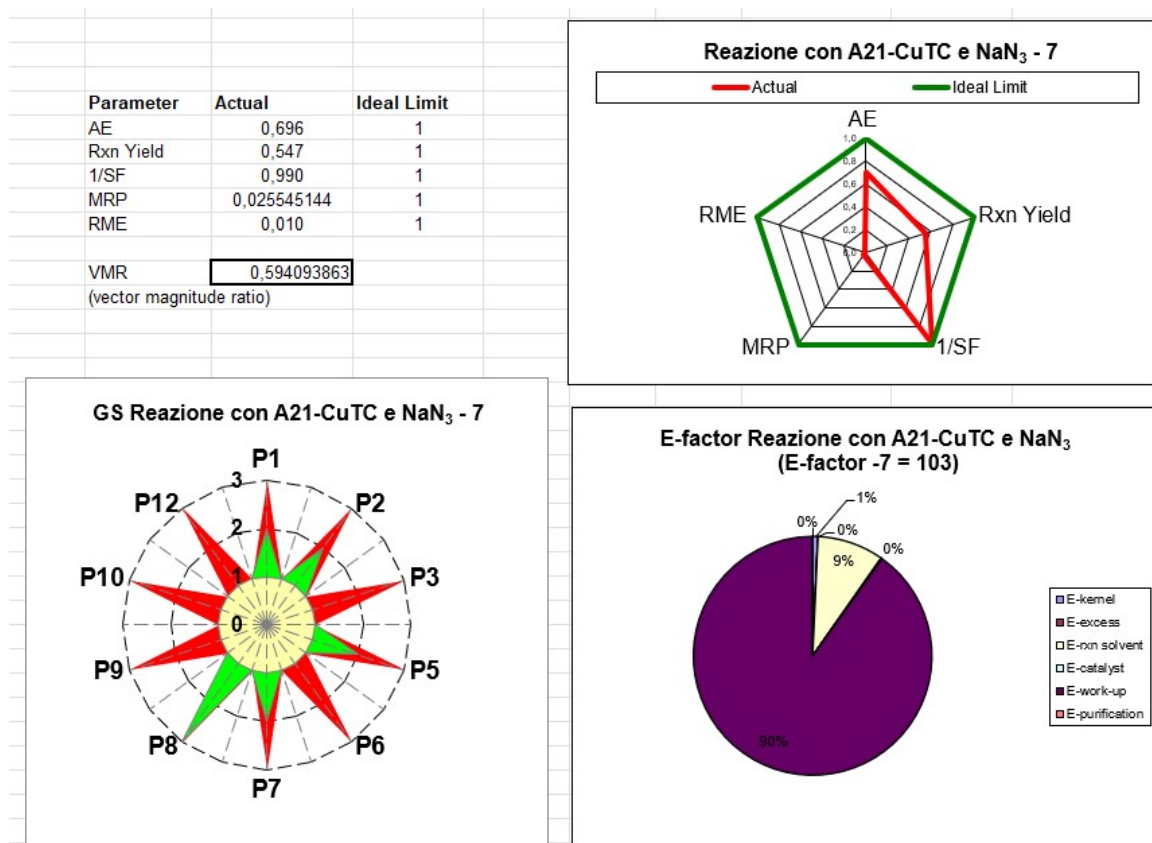 Parameter Actual Ideal Limit
AE 0,696 1
Rxn Yield 0,547 1
1/SF 0,990 1
MRP 0,025545144 1
RME 0,010 1
VMR 0,594093863
(vector magnitude ratio)
Reazione con A21-CuTC e NaN₃ - 7
Actual Ideal Limit
AE
1,0
0,8
0,6
0,4
0,2
0,0
RME
Rxn Yield
MRP
1/SF
GS Reazione con A21-CuTC e NaN₃ - 7
P1
3
P12
P2
2
P10
1
P3
0
P9
P5
P8
P6
P7
E-factor Reazione con A21-CuTC e NaN₃
(E-factor -7 = 103)
1%
0%
0%
9%
0%
90%
E-kernel
E-excess
E-rxn solvent
E-catalyst
E-work-up
E-purification